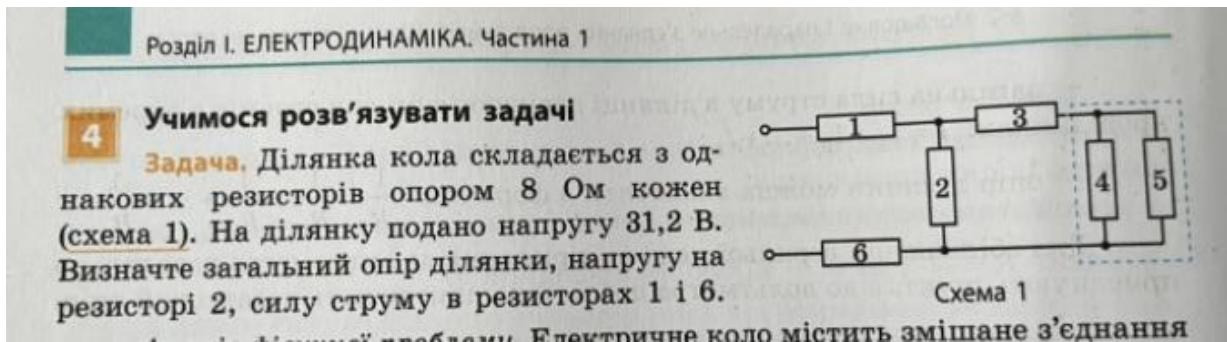 Розділ І. ЕЛЕКТРОДИНАМІКА. Частина 1
4
Учимося розв'язувати задачі
Задача. Ділянка кола складається з од-
накових резисторів опором 8 Ом кожен
(схема 1). На ділянку подано напругу 31,2 В.
Визначте загальний опір ділянки, напругу на
резисторі 2, силу струму в резисторах 1 і 6.
1
3
2
4
5
6
Схема 1
фізичної проблеми. Електричне коло містить змішане з'єднання